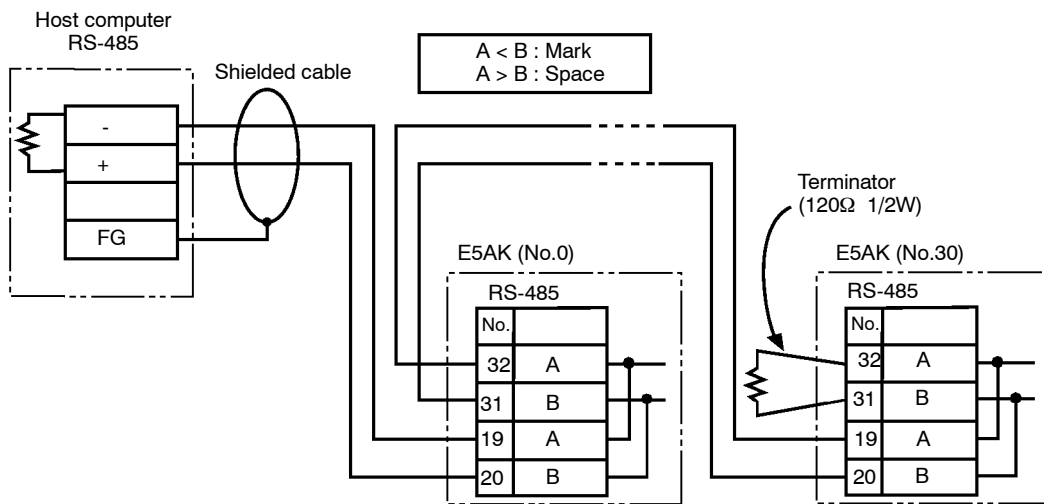 Host computer
RS-485
A < B : Mark
A > B : Space
Shielded cable
-
+
FG
Terminator
(120Ω 1/2W)
E5AK (No.0)
RS-485
No.
32 A
31 B
19 A
20 B
E5AK (No.30)
RS-485
No.
32 A
31 B
19 A
20 B